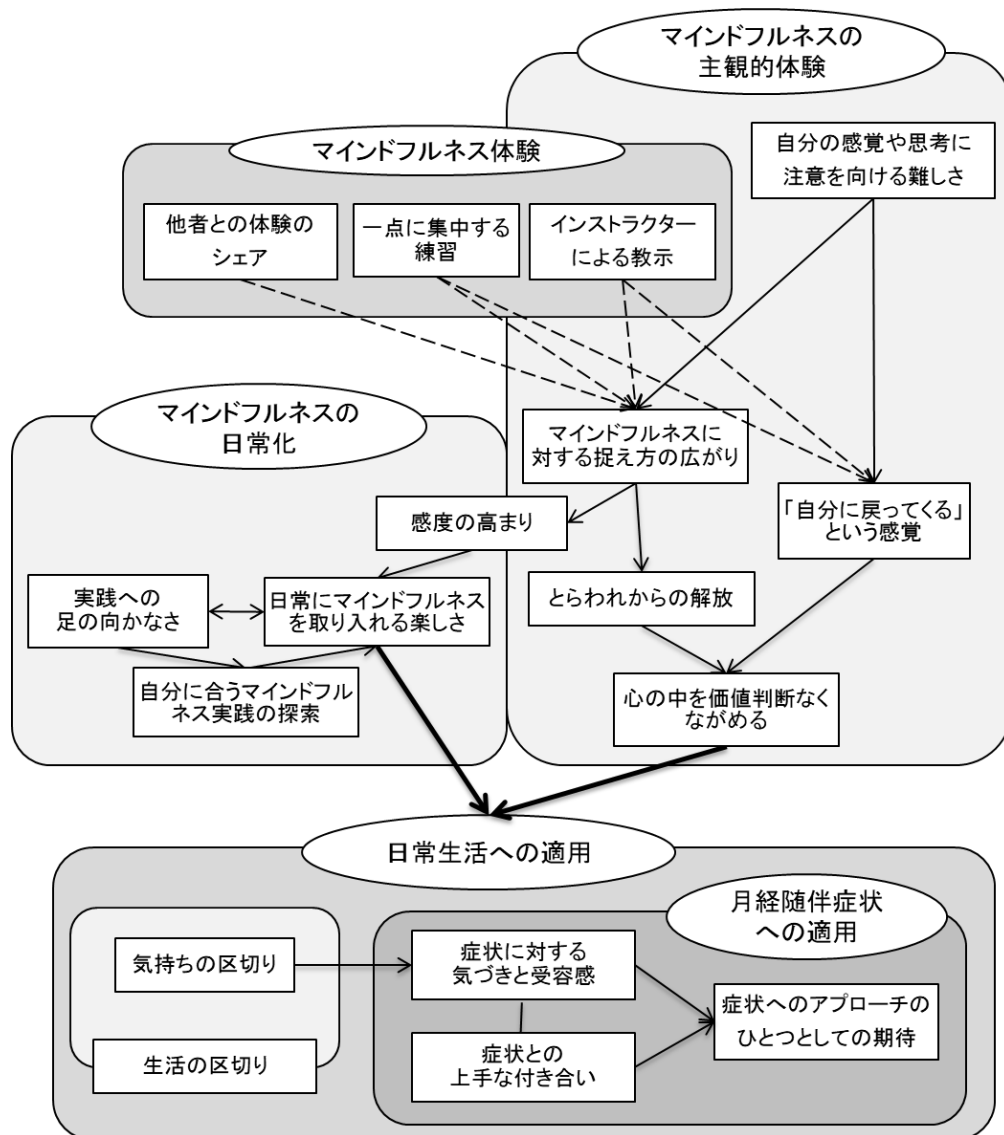 マインドフルネスの
主観的体験
マインドフルネス体験
自分の感覚や思考に
注意を向ける難しさ
他者との体験の
シェア
一点に集中する
練習
インストラクター
による教示
マインドフルネスの
日常化
マインドフルネスに
対する捉え方の広がり
感度の高まり
「自分に戻ってくる」
という感覚
実践への
足の向かなさ
日常にマインドフルネス
を取り入れる楽しさ
とらわれからの解放
自分に合うマインドフル
ネス実践の探索
心の中を価値判断なく
ながめる
日常生活への適用
月経随伴症状
への適用
気持ちの区切り
症状に対する
気づきと受容感
症状へのアプローチの
ひとつとしての期待
生活の区切り
症状との
上手な付き合い